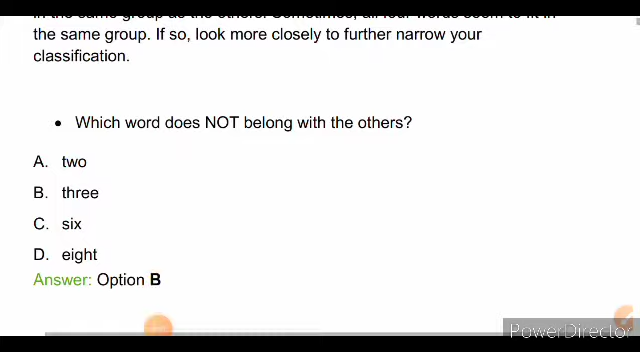 the same group. If so, look more closely to further narrow your
classification.
• Which word does NOT belong with the others?
A. two
B. three
C. six
D. eight
Answer: Option B
PowerDirector